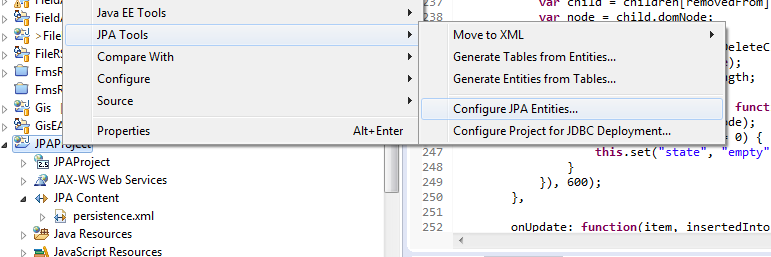 FieldA
FieldA
>File
FileRS
FmsR
FmsR
Gis
GisEA
JPAProject
JPAProject
JAX-WS Web Services
JPA Content
persistence.xml
Java Resources
JavaScript Resources
Java EE Tools
JPA Tools
Compare With
Configure
Source
Properties Alt+Enter
Move to XML
Generate Tables from Entities...
Generate Entities from Tables...
Configure JPA Entities...
Configure Project for JDBC Deployment...
237 var child = children[removedFrom]
238 var node = child.domNode;
DeleteC
);
ngth;
funct
ode);
= 0) {
247 this.set("state", "empty"
248 }
249 }), 600);
250 },
251
252 onUpdate: function(item, insertedInto